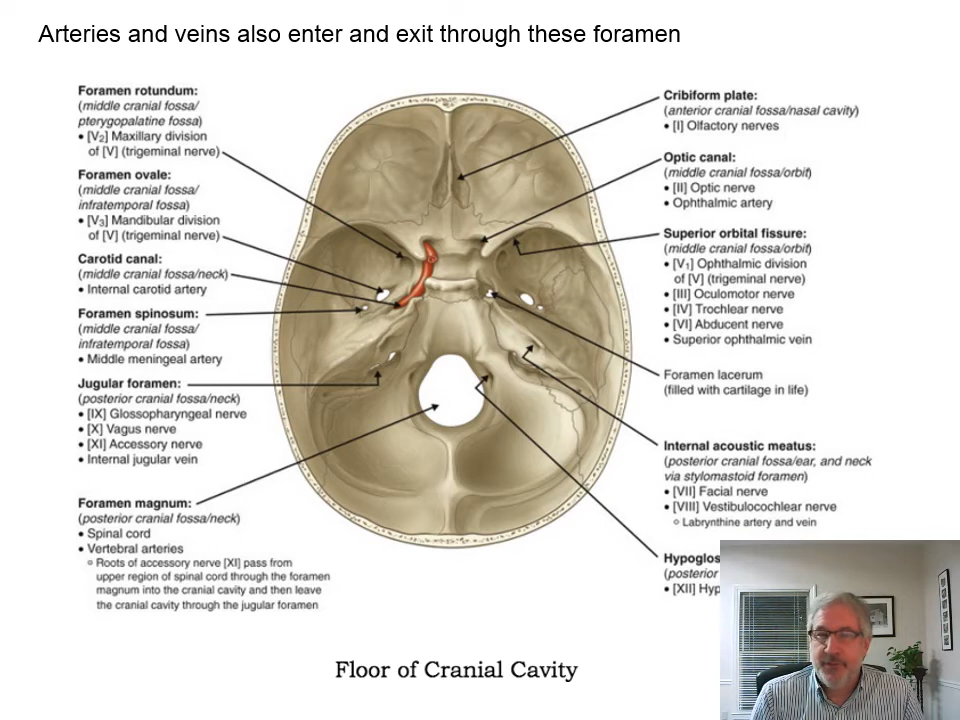 Arteries and veins also enter and exit through these foramen
Foramen rotundum:
(middle cranial fossa/
pterygopalatine fossa)
• [V₂] Maxillary division
of [V] (trigeminal nerve)
Foramen ovale:
(middle cranial fossa/
infratemporal fossa)
• [V₃] Mandibular division
of [V] (trigeminal nerve)
Carotid canal:
(middle cranial fossa/neck)
• Internal carotid artery
Foramen spinosum:
(middle cranial fossa/
infratemporal fossa)
• Middle meningeal artery
Jugular foramen:
(posterior cranial fossa/neck)
• [IX] Glossopharyngeal nerve
• [X] Vagus nerve
• [XI] Accessory nerve
• Internal jugular vein
Foramen magnum:
(posterior cranial fossa/neck)
• Spinal cord
• Vertebral arteries
○ Roots of accessory nerve [XI] pass from
upper region of spinal cord through the foramen
magnum into the cranial cavity and then leave
the cranial cavity through the jugular foramen
Cribiform plate:
(anterior cranial fossa/nasal cavity)
• [I] Olfactory nerves
Optic canal:
(middle cranial fossa/orbit)
• [II] Optic nerve
• Ophthalmic artery
Superior orbital fissure:
(middle cranial fossa/orbit)
• [V₁] Ophthalmic division
of [V] (trigeminal nerve)
• [III] Oculomotor nerve
• [IV] Trochlear nerve
• [VI] Abducent nerve
• Superior ophthalmic vein
Foramen lacerum
(filled with cartilage in life)
Internal acoustic meatus:
(posterior cranial fossa/ear, and neck
via stylomastoid foramen)
• [VII] Facial nerve
• [VIII] Vestibulocochlear nerve
○ Labrynthine artery and vein
Hypoglos
(posterior
• [XII] Hyp
Floor of Cranial Cavity